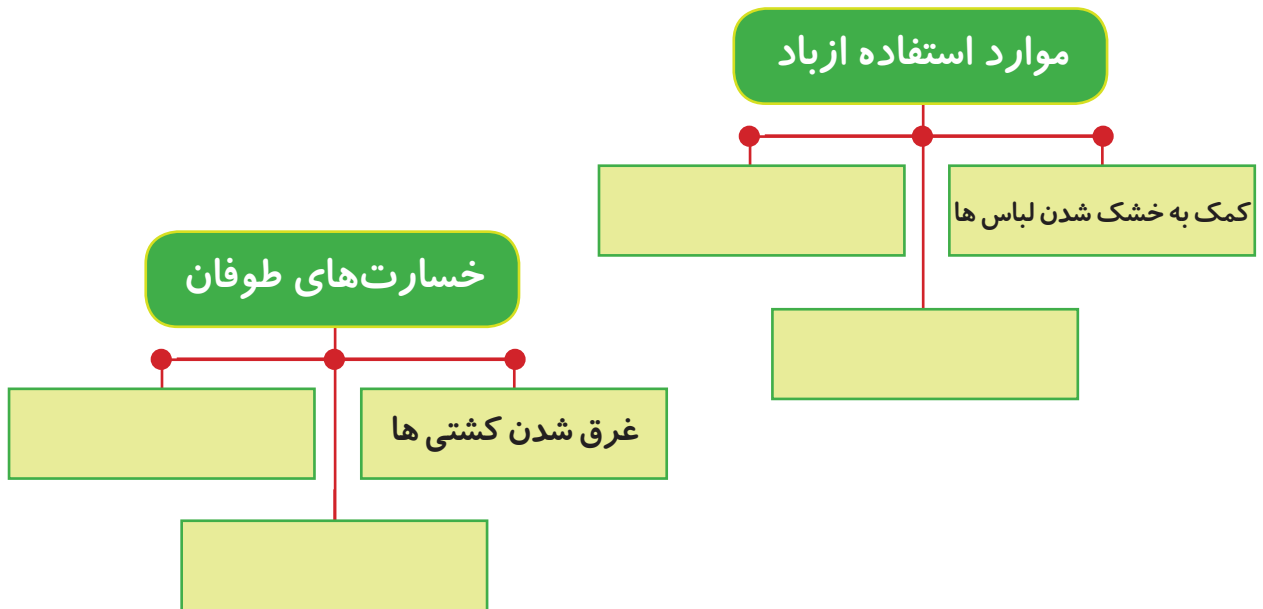 موارد استفاده ازباد
کمک به خشک شدن لباس ها
خسارت‌های طوفان
غرق شدن کشتی ها